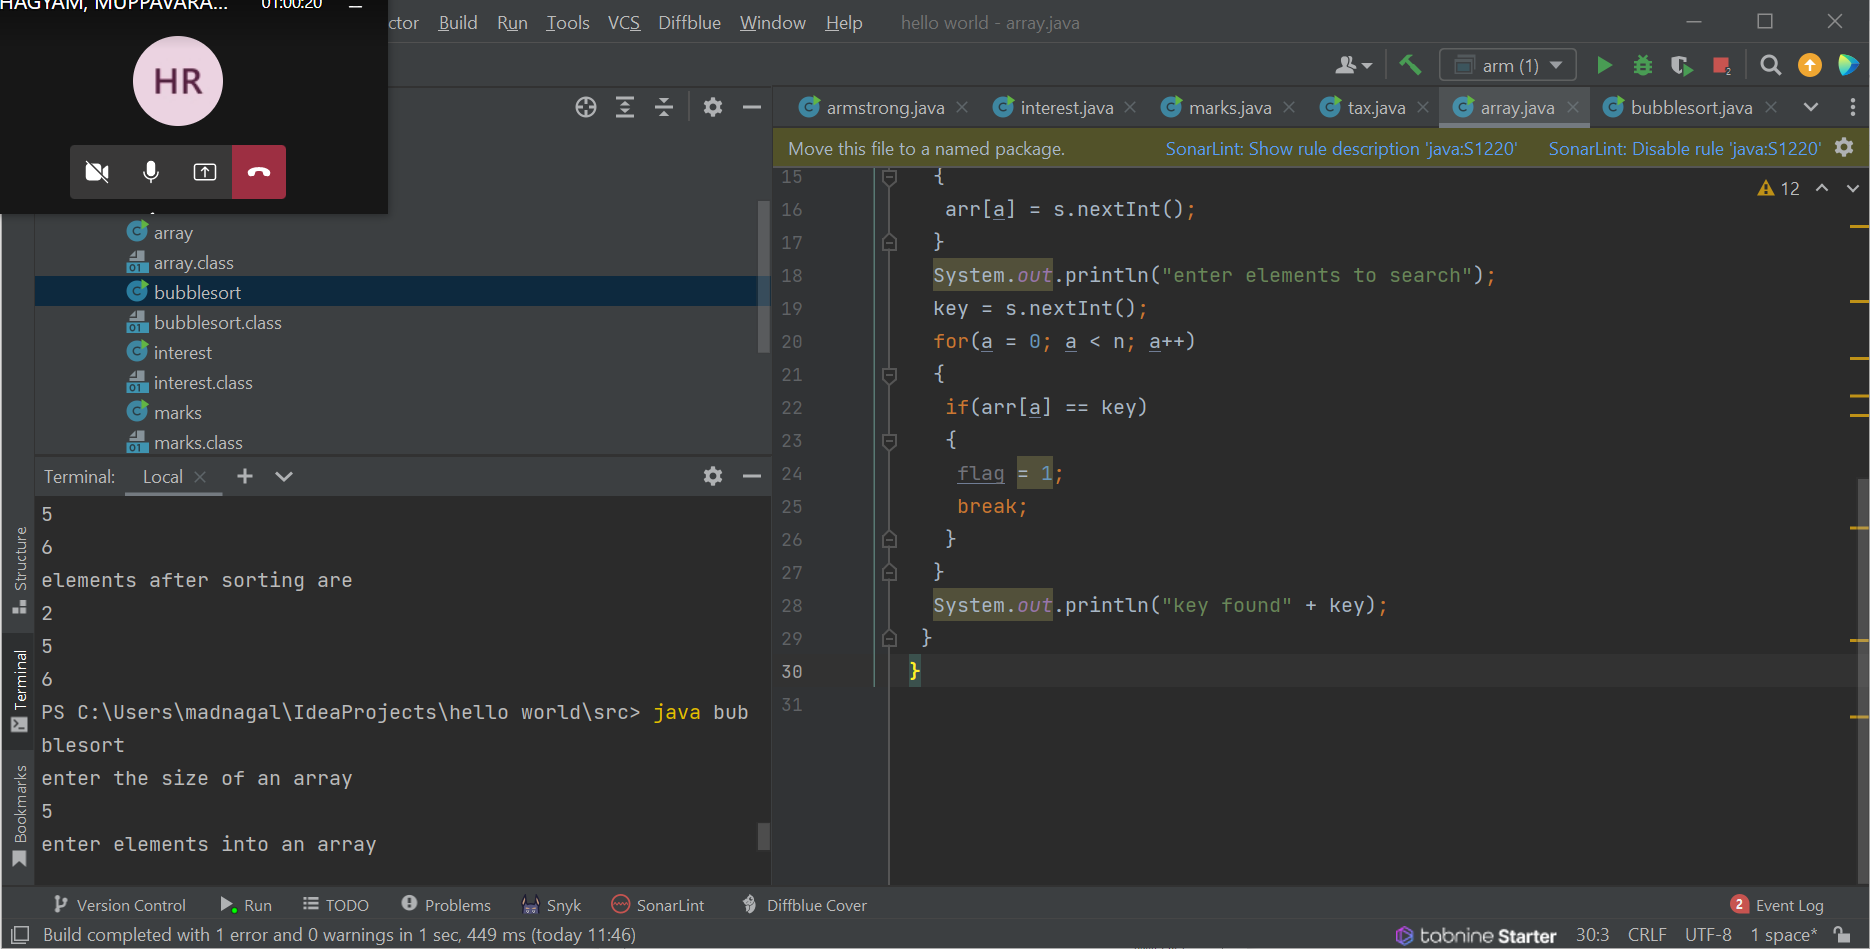 HAGYAM, MUPPAVARA... 01:00:20
HR
ctor Build Run Tools VCS Diffblue Window Help hello world - array.java
arm (1)
2
armstrong.java interest.java marks.java tax.java array.java bubblesort.java
Move this file to a named package. SonarLint: Show rule description 'java:S1220' SonarLint: Disable rule 'java:S1220'
12
array
array.class
bubblesort
bubblesort.class
interest
interest.class
marks
marks.class
15 {
16 arr[a] = s.nextInt();
17 }
18 System.out.println("enter elements to search");
19 key = s.nextInt();
20 for(a = 0; a < n; a++)
21 {
22 if(arr[a] == key)
23 {
24 flag = 1;
25 break;
26 }
27 }
28 System.out.println("key found" + key);
29 }
30 }
31
Terminal: Local
5
6
elements after sorting are
2
5
6
PS C:\Users\madnagal\IdeaProjects\hello world\src> java bub
blesort
enter the size of an array
5
enter elements into an array
Structure
Terminal
Bookmarks
Version Control Run TODO Problems Snyk SonarLint Diffblue Cover 2 Event Log
Build completed with 1 error and 0 warnings in 1 sec, 449 ms (today 11:46) tabnine Starter 30:3 CRLF UTF-8 1 space*